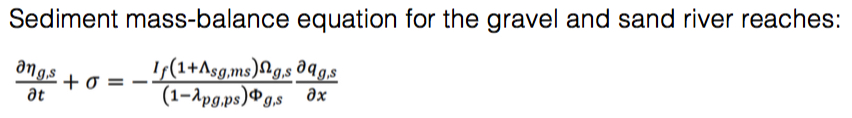 Sediment mass-balance equation for the gravel and sand river reaches:
∂η_{g,s}/∂t + σ = − I_f(1+Λ_{sg,ms})Ω_{g,s}/((1−λ_{pg,ps})Φ_{g,s}) ∂q_{g,s}/∂x